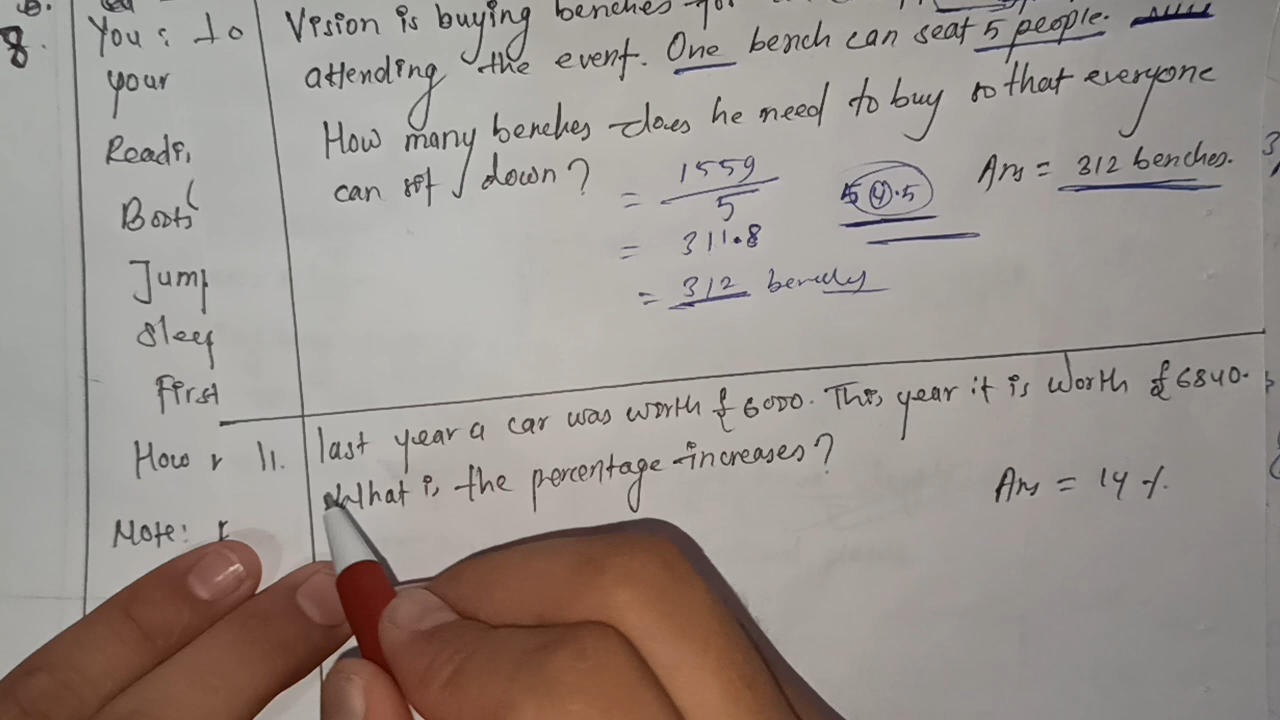 8.
You: to
your
Readi
Boots
Jump
Sleep
First
How
Note:
Vision is buying benches for
attending the event. One bench can seat 5 people.
How many benches does he need to buy so that everyone
can sit down?
= 1559
5
= 311.8
= 312
5 4.5
Ans = 312 benches.
11. last year a car was worth £6000. This year it is worth £6840.
What is the percentage increases?
Ans = 14 %.